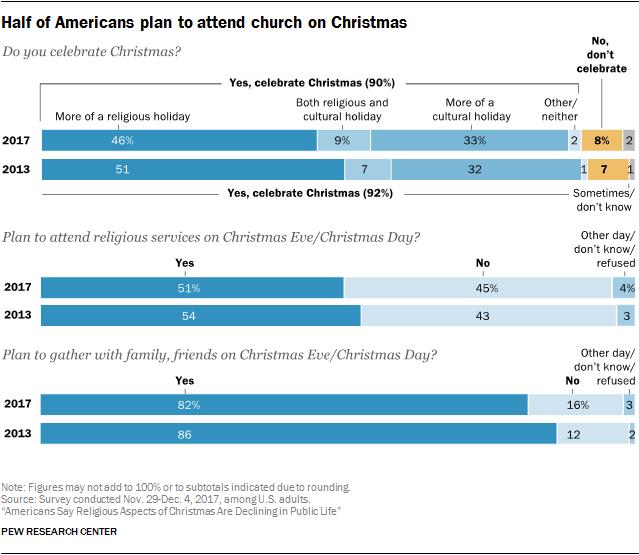 Half of Americans plan to attend church on Christmas
Do you celebrate Christmas?
No,
don't
celebrate
Yes, celebrate Christmas (90%)
More of a religious holiday
Both religious and
cultural holiday
More of a
cultural holiday
Other/
neither
2017 46% 9% 33% 2 8% 2
2013 51 7 32 1 7 1
Yes, celebrate Christmas (92%)
Sometimes/
don't know
Plan to attend religious services on Christmas Eve/Christmas Day?
Other day/
don't know/
refused
Yes No
2017 51% 45% 4%
2013 54 43 3
Plan to gather with family, friends on Christmas Eve/Christmas Day?
Other day/
don't know/
refused
Yes No
2017 82% 16% 3
2013 86 12 2
Note: Figures may not add to 100% or to subtotals indicated due to rounding.
Source: Survey conducted Nov. 29-Dec. 4, 2017, among U.S. adults.
"Americans Say Religious Aspects of Christmas Are Declining in Public Life"
PEW RESEARCH CENTER